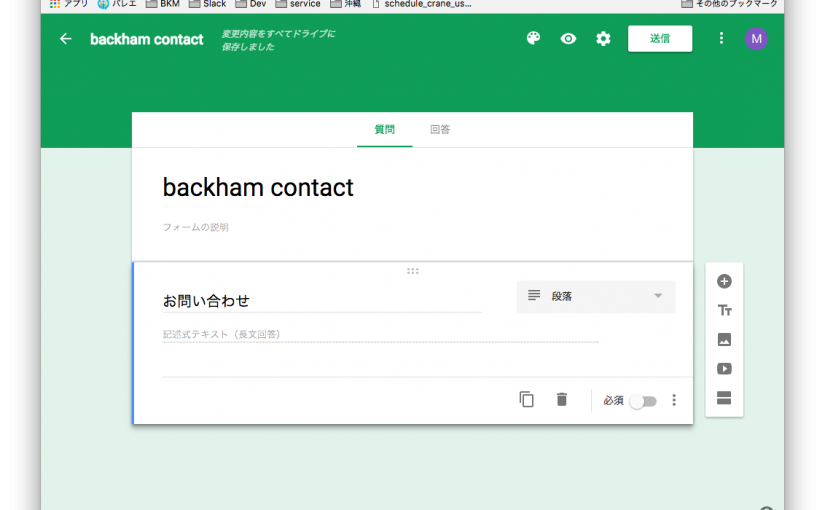 アプリ バレエ BKM Slack Dev service 沖縄 schedule_crane_us... その他のブックマーク
backham contact 変更内容をすべてドライブに
保存しました
送信
M
質問 回答
backham contact
フォームの説明
お問い合わせ
段落
記述式テキスト（長文回答）
必須
Tт